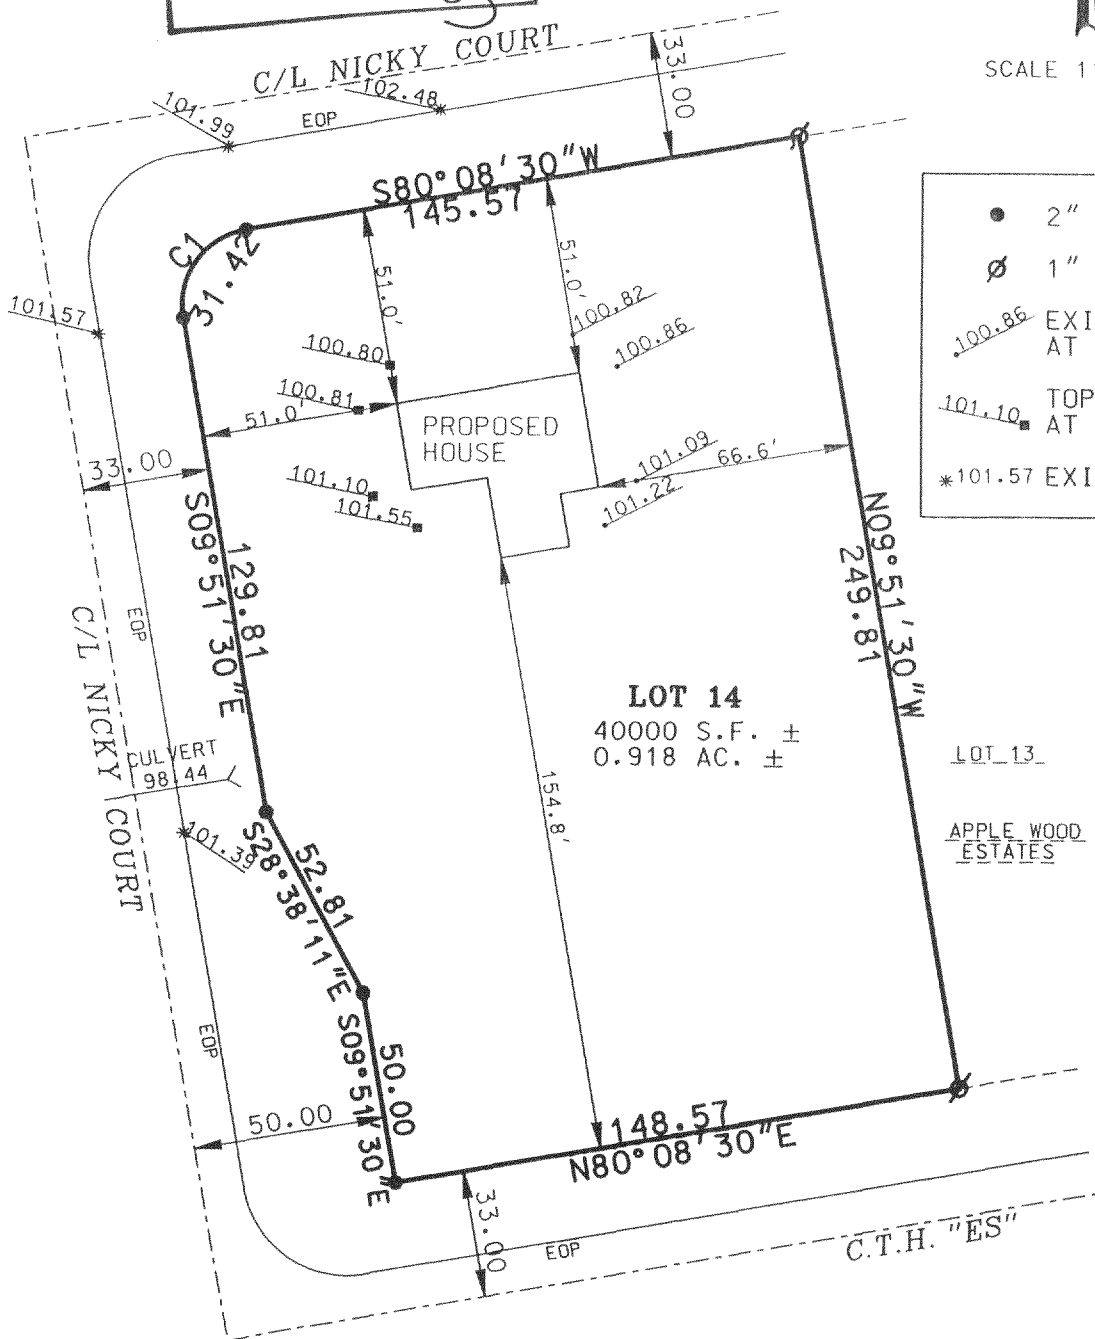 C/L NICKY COURT
33.00
SCALE 1
101.99
102.48
EOP
S80°08'30"W
145.57
C1
31.42
101.57
51.0'
51.0'
100.82
100.86
100.80
100.81
51.0'
PROPOSED
HOUSE
33.00
101.10
101.55
101.09
66.6'
101.22
● 2"
1"
100.86 EXI
AT
101.10 TOP
AT
*101.57 EXI
S09°51'30"E
129.81
N09°51'30"W
249.81
EOP
C/L NICKY COURT
LOT 14
40000 S.F. ±
0.918 AC. ±
LOT 13
APPLE WOOD
ESTATES
CULVERT
98.44
154.8'
101.39
52.81
S28°38'11"E
EOP
50.00
S09°51'30"E
50.00
148.57
N80°08'30"E
33.00
EOP
C.T.H. "ES"